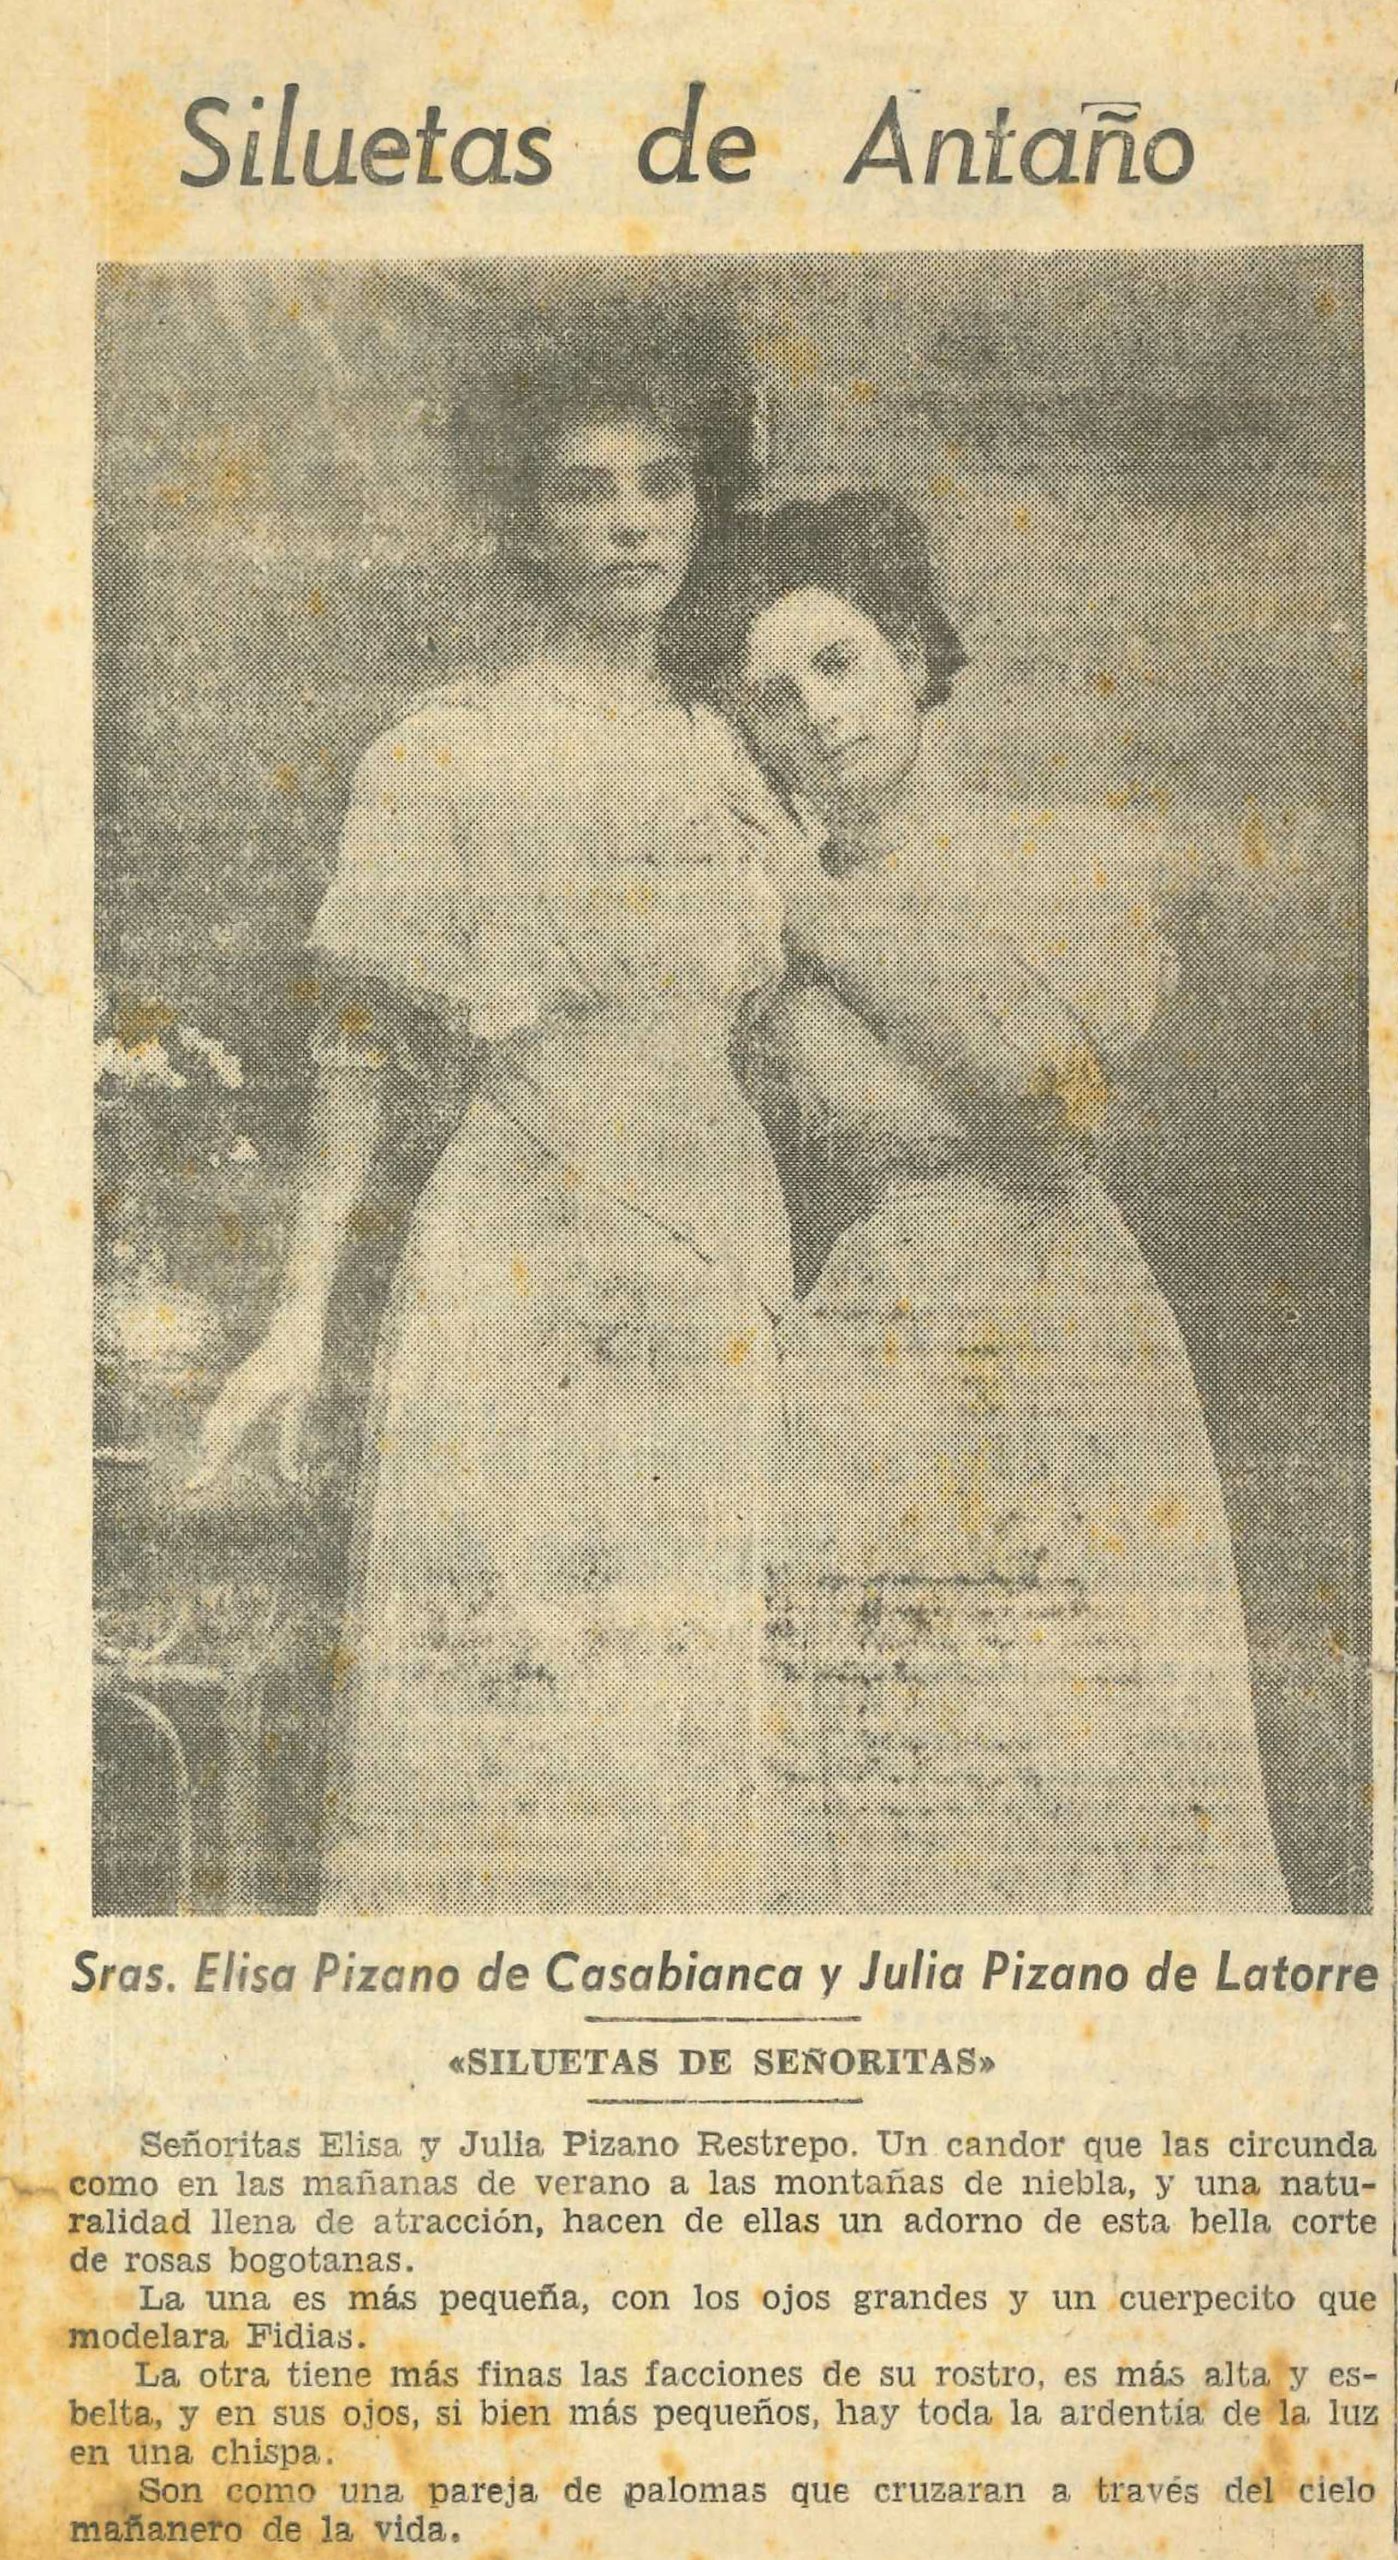 Siluetas de Antaño
Sras. Elisa Pizano de Casabianca y Julia Pizano de Latorre
«SILUETAS DE SEÑORITAS»
Señoritas Elisa y Julia Pizano Restrepo. Un candor que las circunda
como en las mañanas de verano a las montañas de niebla, y una natu-
ralidad llena de atracción, hacen de ellas un adorno de esta bella corte
de rosas bogotanas.
La una es más pequeña, con los ojos grandes y un cuerpecito que
modelara Fidias.
La otra tiene más finas las facciones de su rostro, es más alta y es-
belta, y en sus ojos, si bien más pequeños, hay toda la ardentía de la luz
en una chispa.
Son como una pareja de palomas que cruzaran a través del cielo
mañanero de la vida.